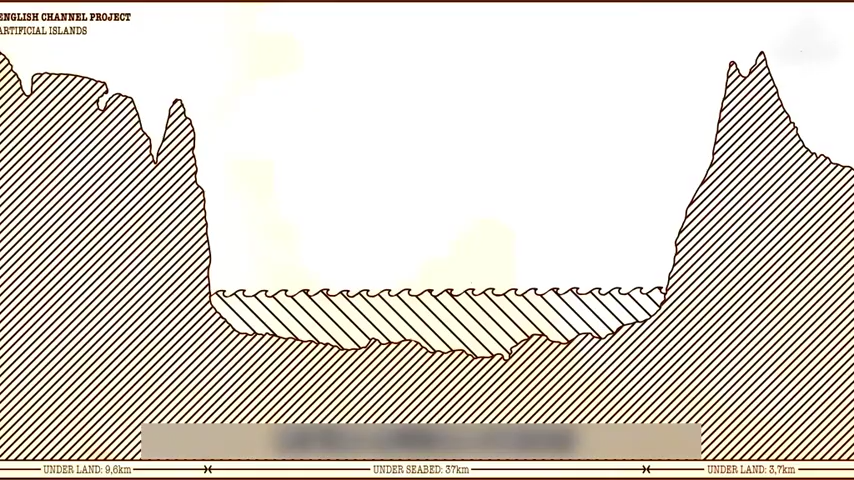 ENGLISH CHANNEL PROJECT
ARTIFICIAL ISLANDS
UNDER LAND: 9,6km
UNDER SEABED: 37km
UNDER LAND: 3,7km